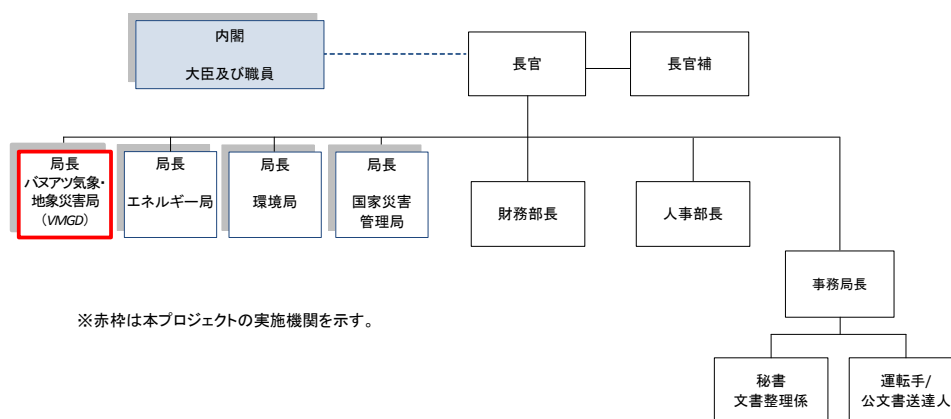 内閣
大臣及び職員
長官
長官補
局長
バヌアツ気象・
地象災害局
（VMGD）
局長
エネルギー局
局長
環境局
局長
国家災害
管理局
財務部長
人事部長
事務局長
※赤枠は本プロジェクトの実施機関を示す。
秘書
文書整理係
運転手/
公文書送達人